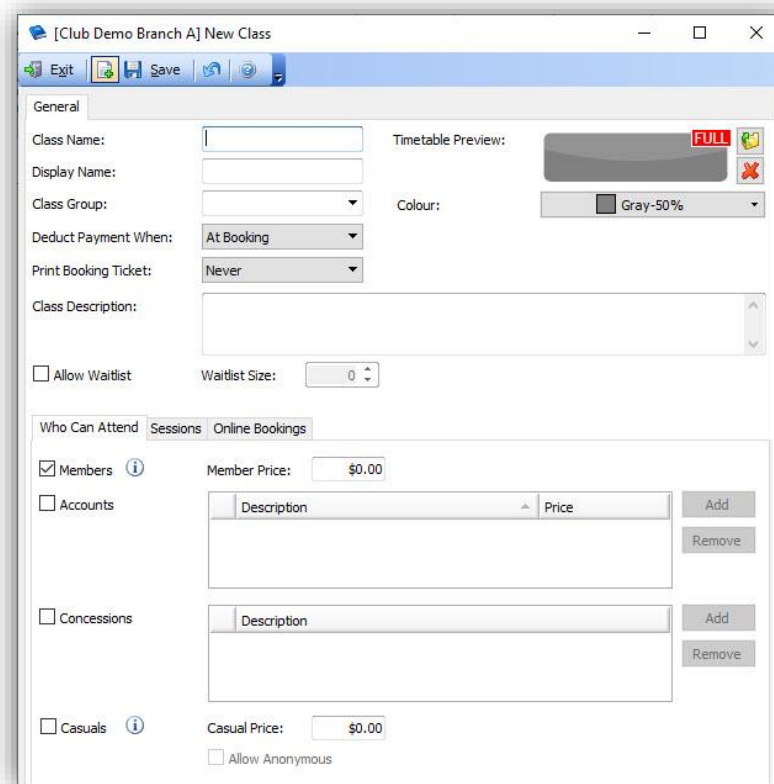 [Club Demo Branch A] New Class
Exit Save
General
Class Name: Timetable Preview: FULL
Display Name:
Class Group: Colour: Gray-50%
Deduct Payment When: At Booking
Print Booking Ticket: Never
Class Description:
Allow Waitlist Waitlist Size: 0
Who Can Attend Sessions Online Bookings
Members Member Price: $0.00
Accounts Description Price Add
Remove
Concessions Description Add
Remove
Casuals Casual Price: $0.00
Allow Anonymous